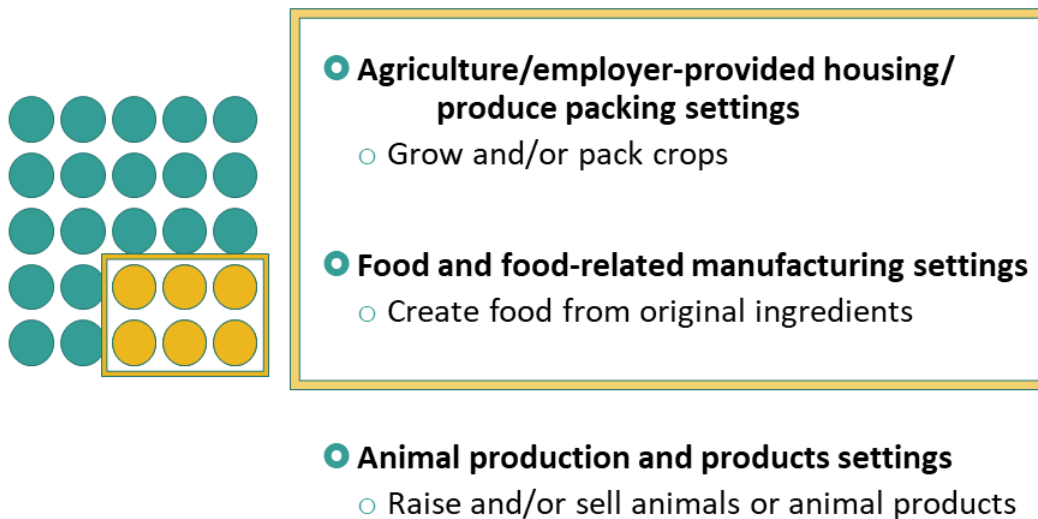 Agriculture/employer-provided housing/
produce packing settings
Grow and/or pack crops
Food and food-related manufacturing settings
Create food from original ingredients
Animal production and products settings
Raise and/or sell animals or animal products